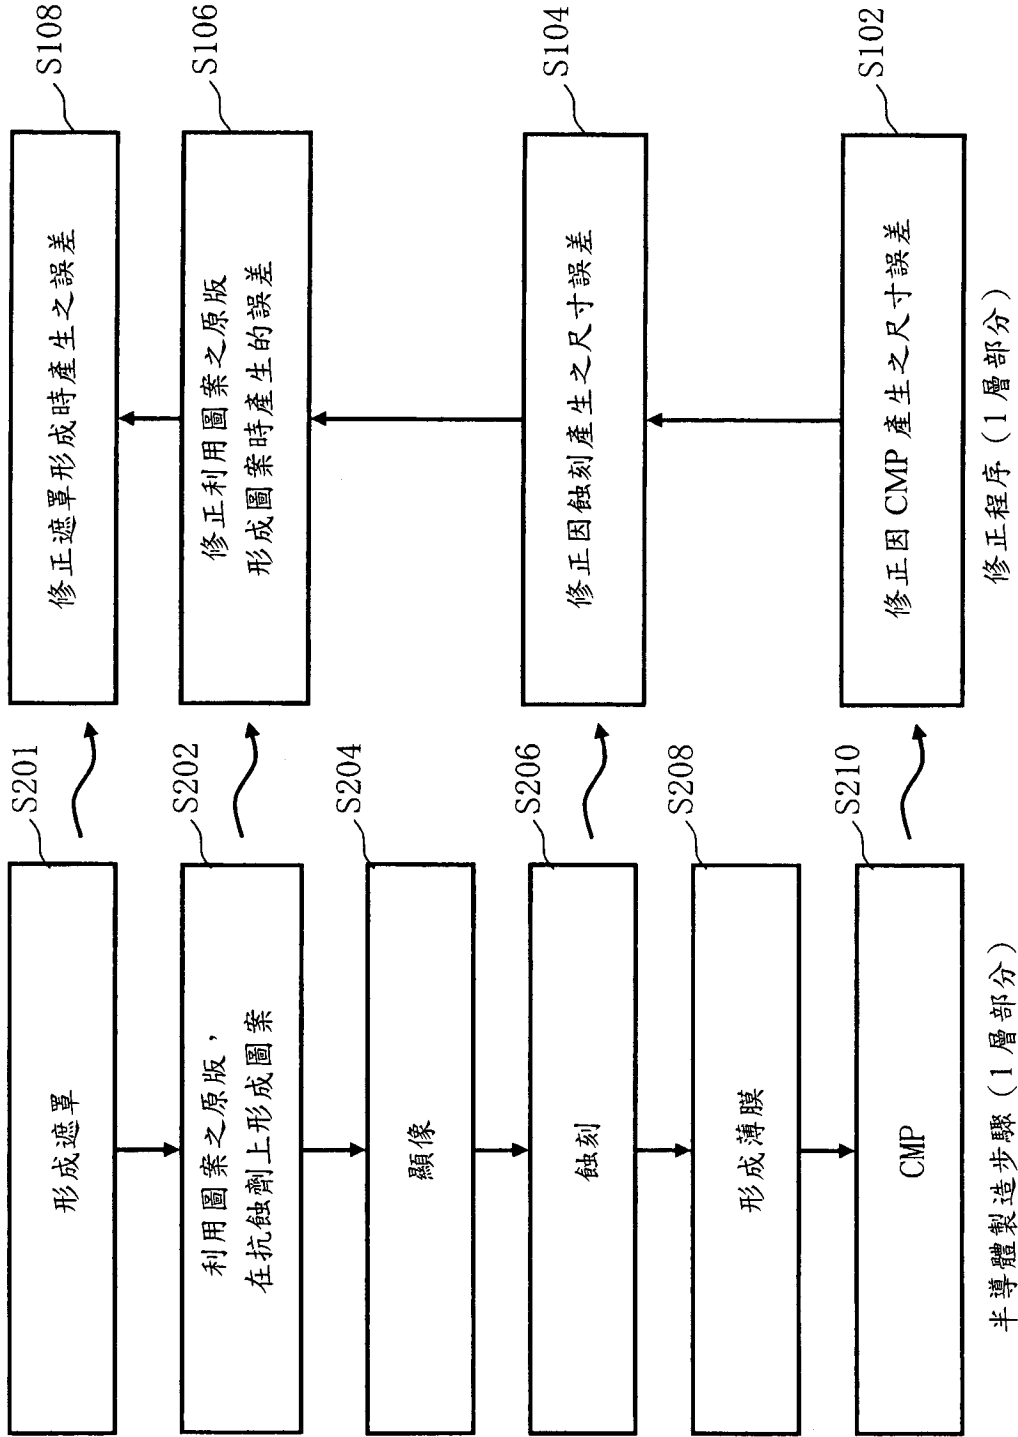 S201
形成遮罩
S202
利用圖案之原版，
在抗蝕劑上形成圖案
S204
顯像
S206
蝕刻
S208
形成薄膜
S210
CMP
半導體製造步驟（1 層部分）
S108
修正遮罩形成時產生之誤差
S106
修正利用圖案之原版
形成圖案時產生的誤差
S104
修正因蝕刻產生之尺寸誤差
S102
修正因 CMP 產生之尺寸誤差
修正程序（1 層部分）